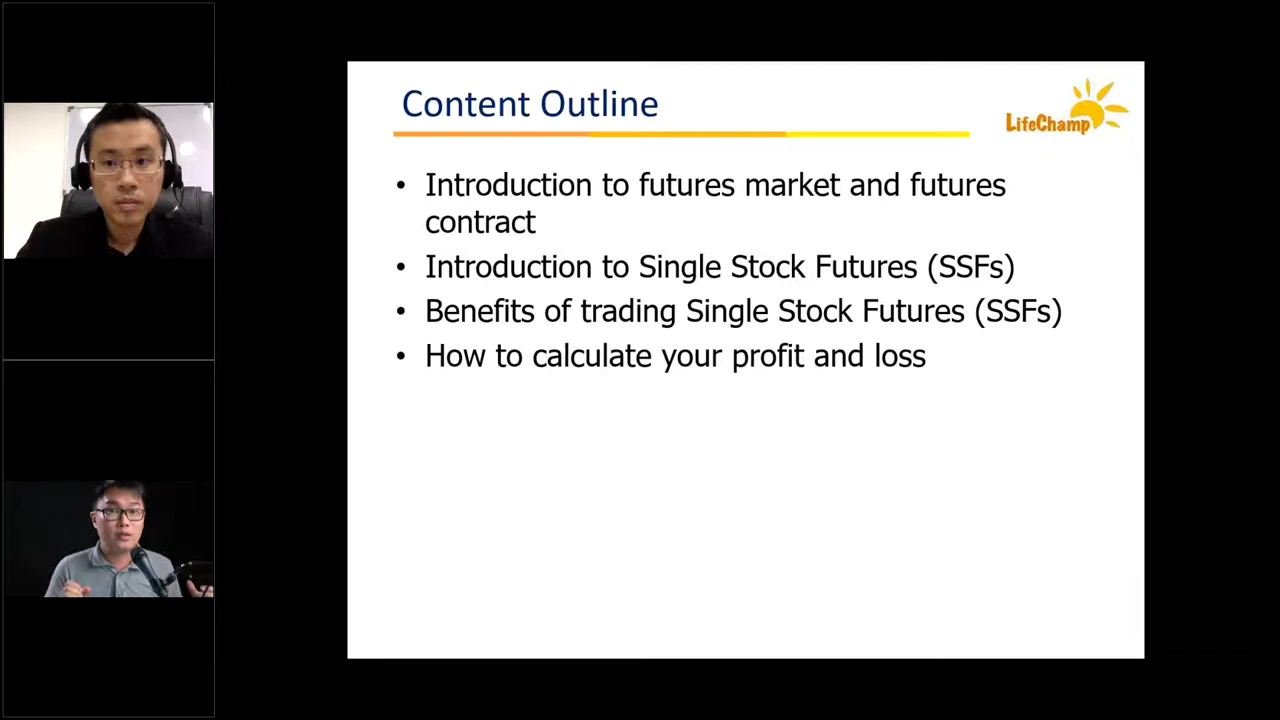 Content Outline
LifeChamp
• Introduction to futures market and futures
contract
• Introduction to Single Stock Futures (SSFs)
• Benefits of trading Single Stock Futures (SSFs)
• How to calculate your profit and loss